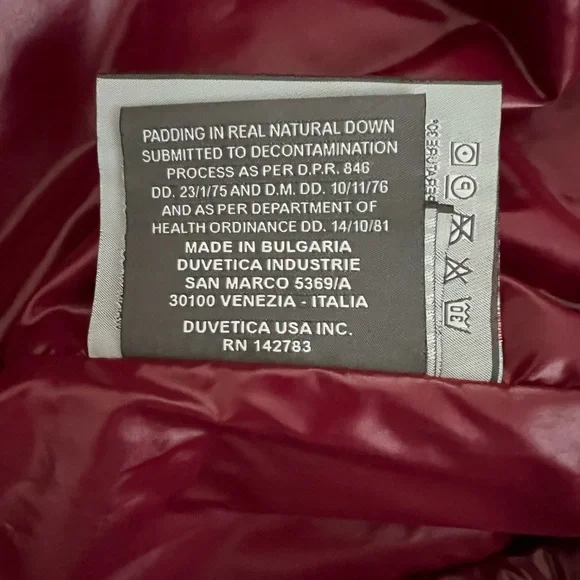 PADDING IN REAL NATURAL DOWN
SUBMITTED TO DECONTAMINATION
PROCESS AS PER D.P.R. 846
DD. 23/1/75 AND D.M. DD. 10/11/76
AND AS PER DEPARTMENT OF
HEALTH ORDINANCE DD. 14/10/81
MADE IN BULGARIA
DUVETICA INDUSTRIE
SAN MARCO 5369/A
30100 VENEZIA - ITALIA
DUVETICA USA INC.
RN 142783
30